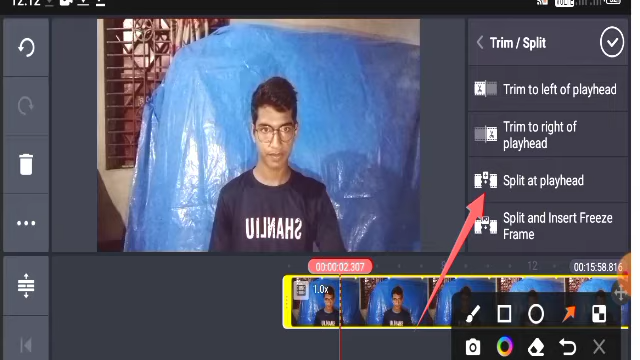 12:12
Trim / Split
Trim to left of playhead
Trim to right of
playhead
Split at playhead
Split and Insert Freeze
Frame
SHANLIU
00:00:02.307
12
00:15:58.816
1.0x